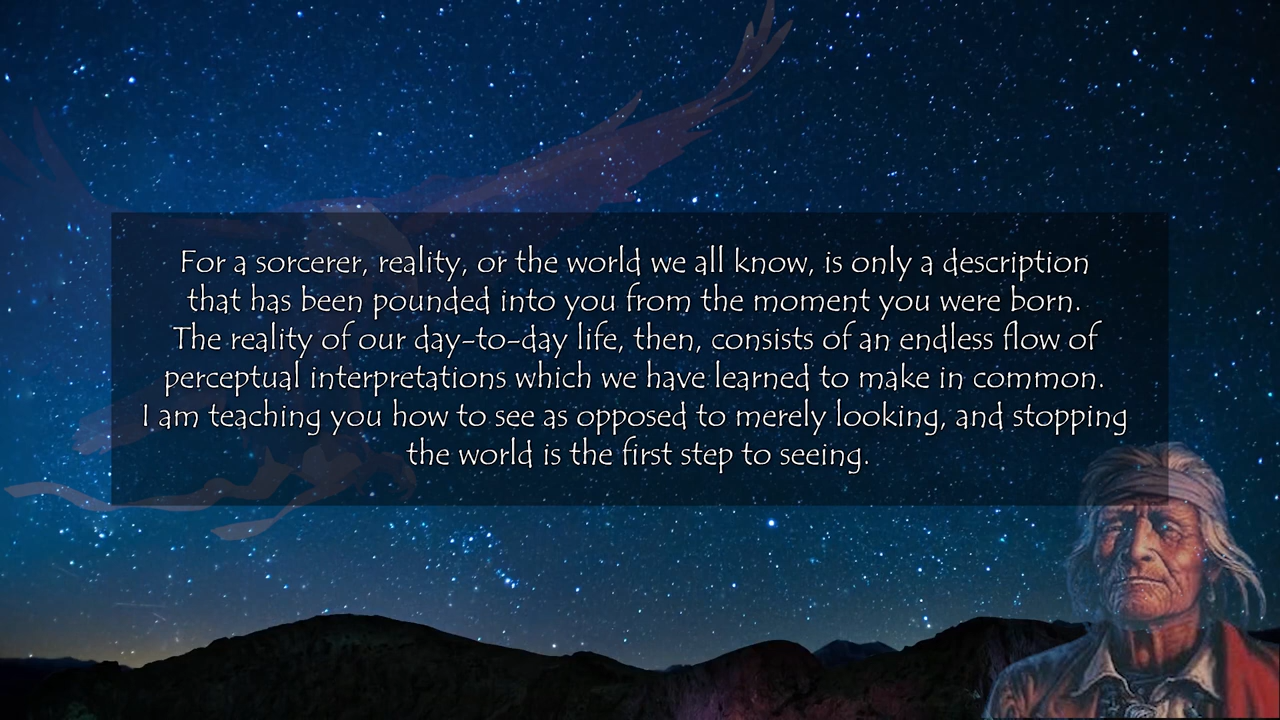 For a sorcerer, reality, or the world we all know, is only a description
that has been pounded into you from the moment you were born.
The reality of our day-to-day life, then, consists of an endless flow of
perceptual interpretations which we have learned to make in common.
I am teaching you how to see as opposed to merely looking, and stopping
the world is the first step to seeing.